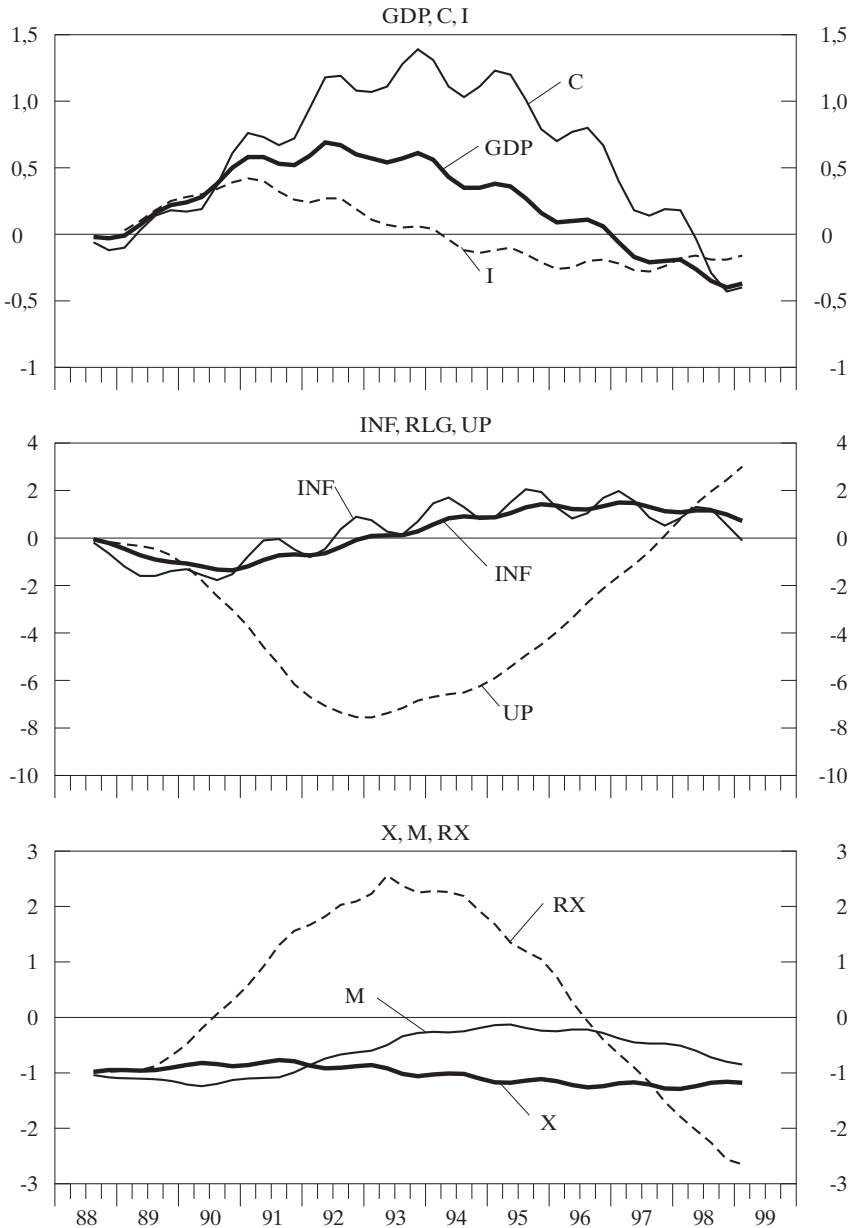 GDP, C, I
1,5 1,5
C
1,0 1,0
GDP
0,5 0,5
0 0
I
-0,5 -0,5
-1 -1
INF, RLG, UP
4 4
INF
2 2
0 0
INF
-2 -2
-4 -4
-6 -6
UP
-8 -8
-10 -10
X, M, RX
3 3
2 2
RX
1 1
M
0 0
-1 -1
X
-2 -2
-3 -3
88 89 90 91 92 93 94 95 96 97 98 99